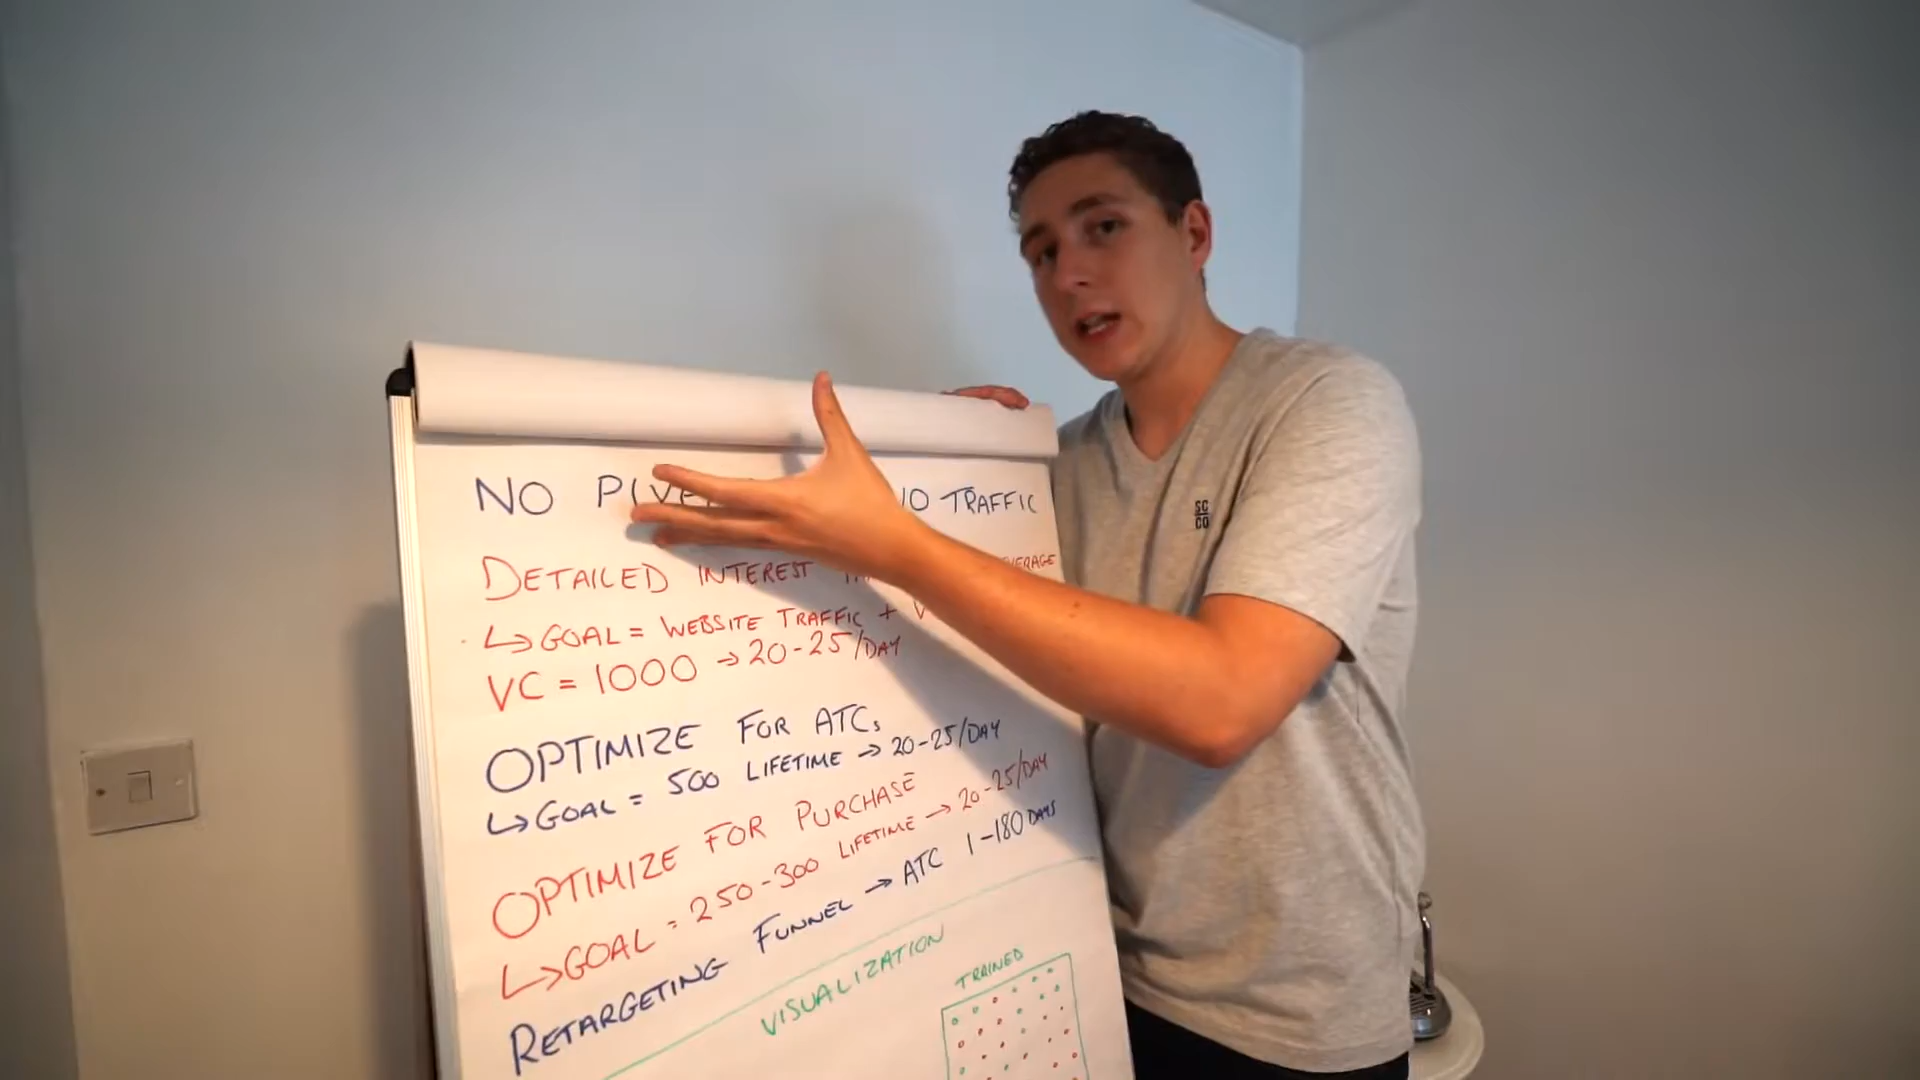 NO TRAFFIC
DETAILED INTEREST
↳ GOAL = WEBSITE TRAFFIC + V
VC = 1000 → 20-25/DAY
OPTIMIZE FOR ATCs
↳ GOAL = 500 LIFETIME → 20-25/DAY
OPTIMIZE FOR PURCHASE
↳ GOAL = 250-300 LIFETIME → 20-25/DAY
RETARGETING FUNNEL → ATC 1-180 DAYS
VISUALIZATION
TRAINED
SC
CO